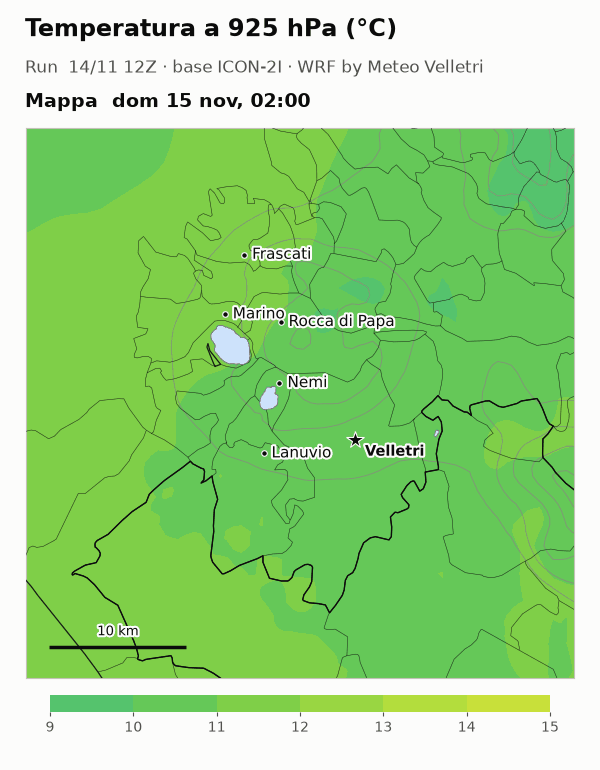 Temperatura a 925 hPa (°C)
Run  14/11 12Z · base ICON-2I · WRF by Meteo Velletri
Mappa  dom 15 nov, 02:00
Frascati
Marino
Rocca di Papa
Nemi
Velletri
Lanuvio
10 km
9 10 11 12 13 14 15